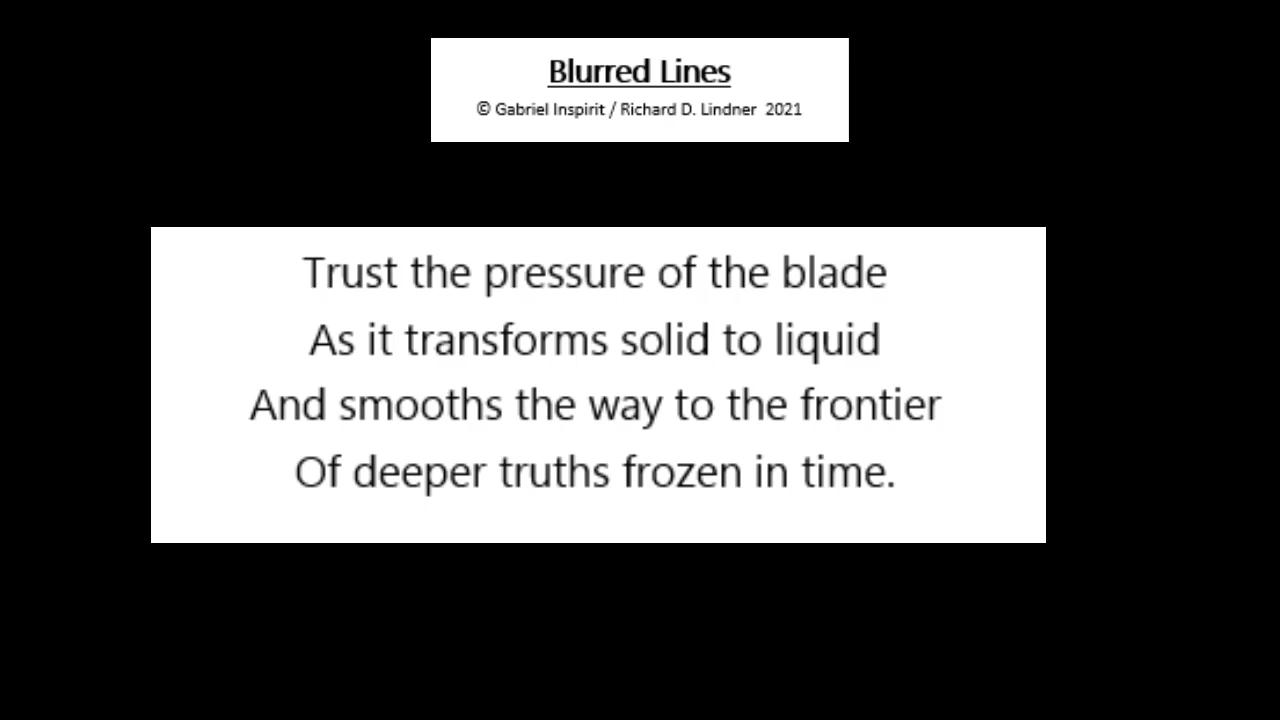 Blurred Lines
© Gabriel Inspirit / Richard D. Lindner 2021
Trust the pressure of the blade
As it transforms solid to liquid
And smooths the way to the frontier
Of deeper truths frozen in time.